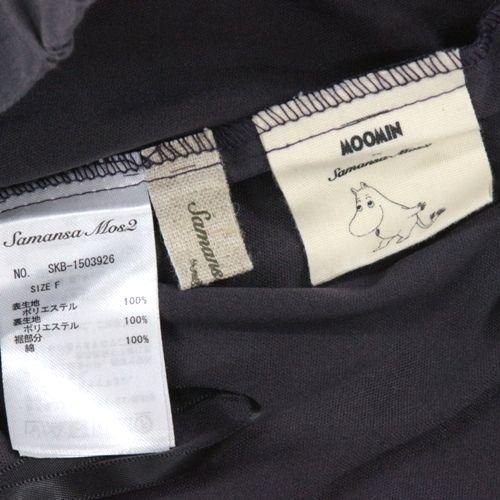 Samansa Mos2
NO. SKB-1503926
SIZE F
表生地
ポリエステル 100%
裏生地
ポリエステル 100%
裾部分
綿 100%
Samansa
MOOMIN
Samansa Mos2